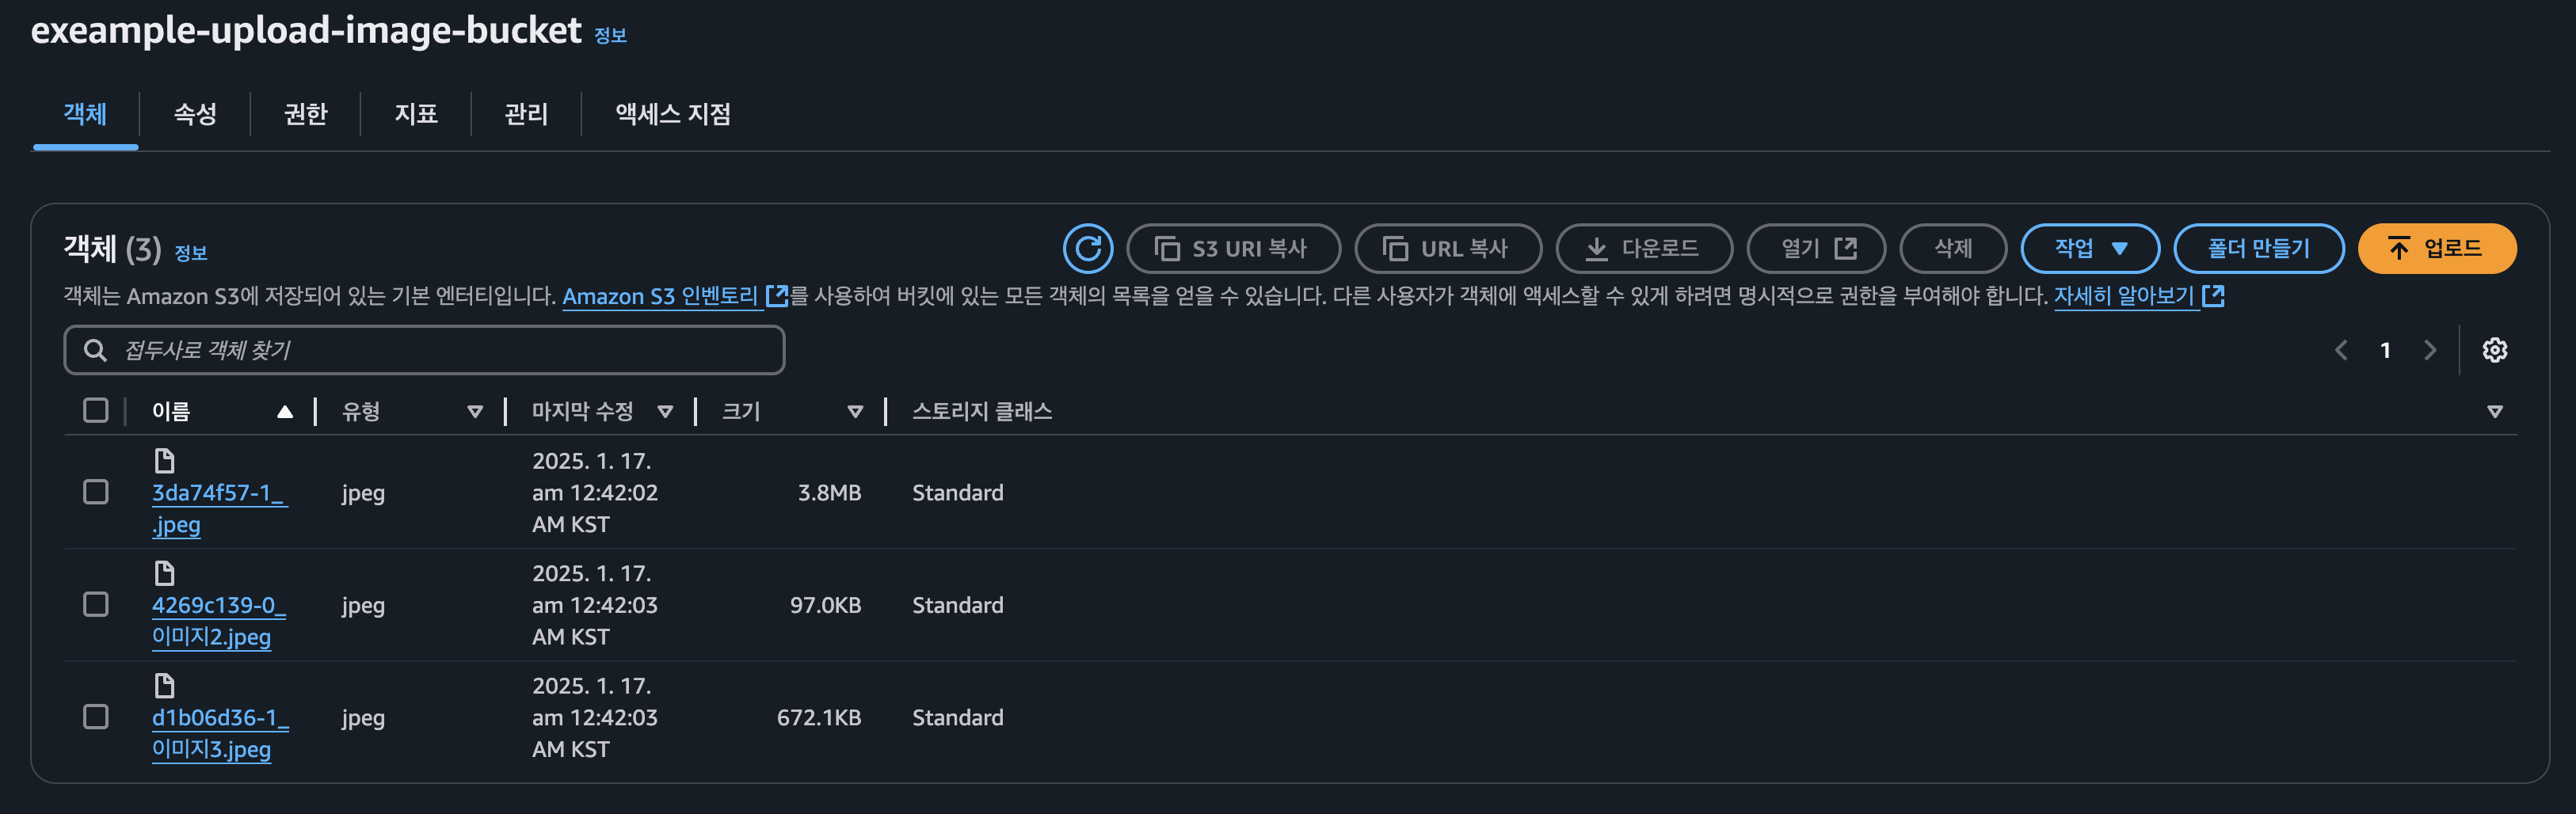 exeample-upload-image-bucket 정보
객체 속성 권한 지표 관리 액세스 지점
객체 (3) 정보
S3 URI 복사 URL 복사 다운로드 열기 삭제 작업 폴더 만들기 업로드
객체는 Amazon S3에 저장되어 있는 기본 엔터티입니다. Amazon S3 인벤토리 를 사용하여 버킷에 있는 모든 객체의 목록을 얻을 수 있습니다. 다른 사용자가 객체에 액세스할 수 있게 하려면 명시적으로 권한을 부여해야 합니다. 자세히 알아보기
접두사로 객체 찾기
1
이름 유형 마지막 수정 크기 스토리지 클래스
2025. 1. 17.
3da74f57-1_ jpeg am 12:42:02 3.8MB Standard
.jpeg AM KST
2025. 1. 17.
4269c139-0_ jpeg am 12:42:03 97.0KB Standard
이미지2.jpeg AM KST
2025. 1. 17.
d1b06d36-1_ jpeg am 12:42:03 672.1KB Standard
이미지3.jpeg AM KST